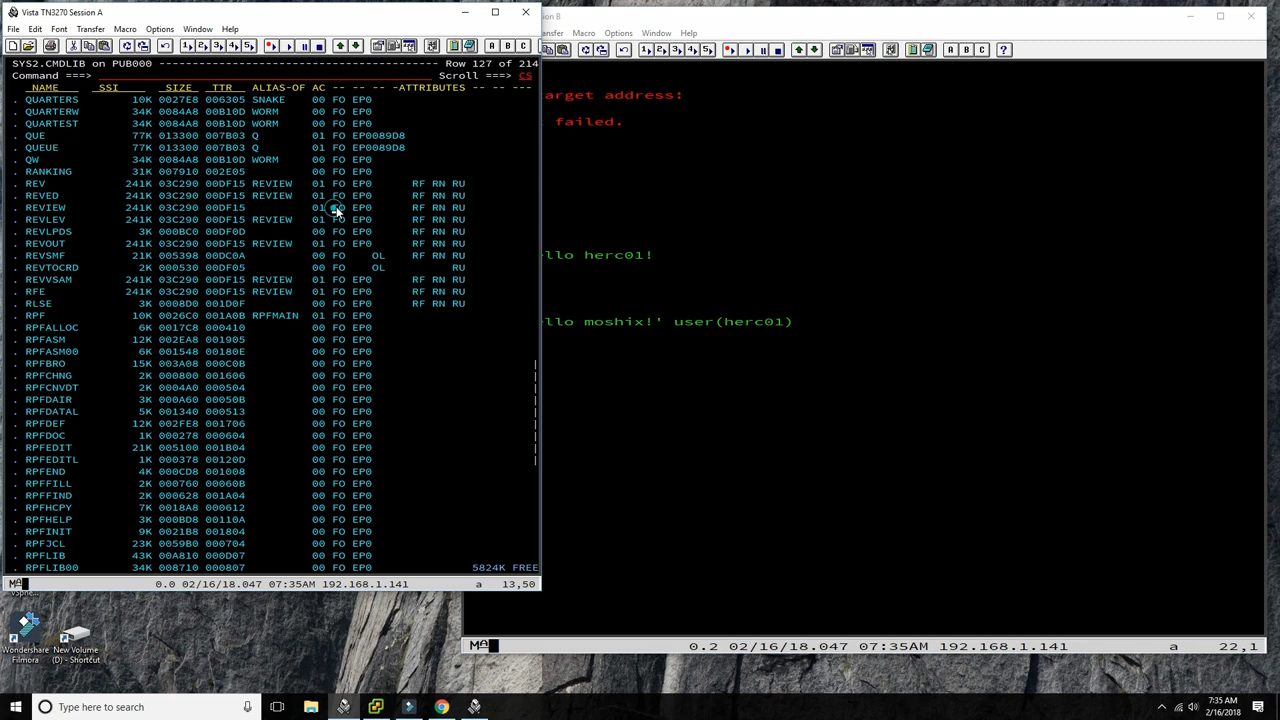 Vista TN3270 Session A
File Edit Font Transfer Macro Options Window Help
SYS2.CMDLIB on PUB000 ---------------------------------------- Row 127 of 214
Command ===> Scroll ===> CS
NAME SSI SIZE TTR ALIAS-OF AC -- -- -- -ATTRIBUTES -- -- ---
. QUARTERS 10K 0027E8 006305 SNAKE 00 FO EP0
. QUARTERW 34K 0084A8 00B10D WORM 00 FO EP0
. QUARTEST 34K 0084A8 00B10D WORM 00 FO EP0
. QUE 77K 013300 007B03 Q 01 FO EP0089D8
. QUEUE 77K 013300 007B03 Q 01 FO EP0089D8
. QW 34K 0084A8 00B10D WORM 00 FO EP0
. RANKING 31K 007910 002E05 00 FO EP0
. REV 241K 03C290 00DF15 REVIEW 01 FO EP0 RF RN RU
. REVED 241K 03C290 00DF15 REVIEW 01 FO EP0 RF RN RU
. REVIEW 241K 03C290 00DF15 01 FO EP0 RF RN RU
. REVLEV 241K 03C290 00DF15 REVIEW 01 FO EP0 RF RN RU
. REVLPDS 3K 000BC0 00DF0D 00 FO EP0 RF RN RU
. REVOUT 241K 03C290 00DF15 REVIEW 01 FO EP0 RF RN RU
. REVSMF 21K 005398 00DC0A 00 FO OL RF RN RU
. REVTOCRD 2K 000530 00DF05 00 FO OL RU
. REVVSAM 241K 03C290 00DF15 REVIEW 01 FO EP0 RF RN RU
. RFE 241K 03C290 00DF15 REVIEW 01 FO EP0 RF RN RU
. RLSE 3K 0008D0 001D0F 00 FO EP0 RF RN RU
. RPF 10K 0026C0 001A0B RPFMAIN 01 FO EP0
. RPFALLOC 6K 0017C8 000410 00 FO EP0
. RPFASM 12K 002EA8 001905 00 FO EP0
. RPFASM00 6K 001548 00180E 00 FO EP0
. RPFBRO 15K 003A08 000C0B 00 FO EP0 |
. RPFCHNG 2K 000800 001606 00 FO EP0 |
. RPFCNVDT 2K 0004A0 000504 00 FO EP0 |
. RPFDAIR 3K 000A60 00050B 00 FO EP0 |
. RPFDATAL 5K 001340 000513 00 FO EP0 |
. RPFDEF 12K 002FE8 001706 00 FO EP0 |
. RPFDOC 1K 000278 000604 00 FO EP0 |
. RPFEDIT 21K 005100 001B04 00 FO EP0 |
. RPFEDITL 1K 000378 00120D 00 FO EP0 |
. RPFEND 4K 000CD8 001008 00 FO EP0
. RPFFILL 2K 000760 00060B 00 FO EP0
. RPFFIND 2K 000628 001A04 00 FO EP0
. RPFHCPY 7K 0018A8 000612 00 FO EP0
. RPFHELP 3K 000BD8 00110A 00 FO EP0
. RPFINIT 9K 0021B8 001804 00 FO EP0
. RPFJCL 23K 0059B0 000704 00 FO EP0
. RPFLIB 43K 00A810 000D07 00 FO EP0
. RPFLIB00 34K 008710 000807 00 FO EP0 5824K FREE
0.0 02/16/18.047 07:35AM 192.168.1.141 a 13,50
ion B
nsfer Macro Options Window Help
A B C ?
target address:
failed.
ello herc01!
ello moshix!' user(herc01)
0.2 02/16/18.047 07:35AM 192.168.1.141 a 22,1
Wondershare Filmora
New Volume (D) - Shortcut
Type here to search
7:35 AM
2/16/2018